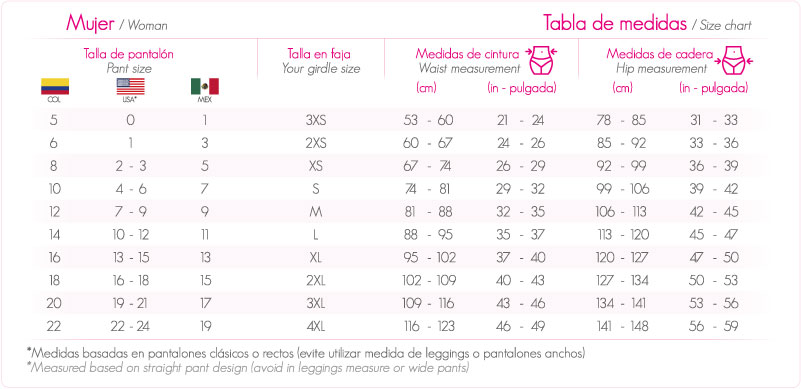 Mujer / Woman Tabla de medidas / Size chart
Talla de pantalón Talla en faja Medidas de cintura Medidas de cadera
Pant size Your girdle size Waist measurement Hip measurement
COL USA* MEX (cm) (in - pulgada) (cm) (in - pulgada)
5 0 1 3XS 53 - 60 21 - 24 78 - 85 31 - 33
6 1 3 2XS 60 - 67 24 - 26 85 - 92 33 - 36
8 2 - 3 5 XS 67 - 74 26 - 29 92 - 99 36 - 39
10 4 - 6 7 S 74 - 81 29 - 32 99 - 106 39 - 42
12 7 - 9 9 M 81 - 88 32 - 35 106 - 113 42 - 45
14 10 - 12 11 L 88 - 95 35 - 37 113 - 120 45 - 47
16 13 - 15 13 XL 95 - 102 37 - 40 120 - 127 47 - 50
18 16 - 18 15 2XL 102 - 109 40 - 43 127 - 134 50 - 53
20 19 - 21 17 3XL 109 - 116 43 - 46 134 - 141 53 - 56
22 22 - 24 19 4XL 116 - 123 46 - 49 141 - 148 56 - 59
*Medidas basadas en pantalones clásicos o rectos (evite utilizar medida de leggings o pantalones anchos)
*Measured based on straight pant design (avoid in leggings measure or wide pants)